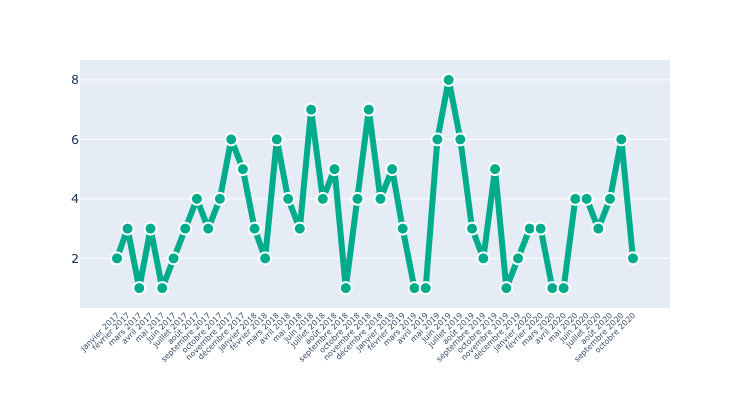 8
6
4
2
janvier 2017
février 2017
mars 2017
avril 2017
mai 2017
juin 2017
juillet 2017
août 2017
septembre 2017
octobre 2017
novembre 2017
décembre 2017
janvier 2018
février 2018
mars 2018
avril 2018
mai 2018
juin 2018
juillet 2018
août 2018
septembre 2018
octobre 2018
novembre 2018
décembre 2018
janvier 2019
février 2019
mars 2019
avril 2019
mai 2019
juin 2019
juillet 2019
août 2019
septembre 2019
octobre 2019
novembre 2019
décembre 2019
janvier 2020
février 2020
mars 2020
avril 2020
mai 2020
juin 2020
juillet 2020
août 2020
septembre 2020
octobre 2020